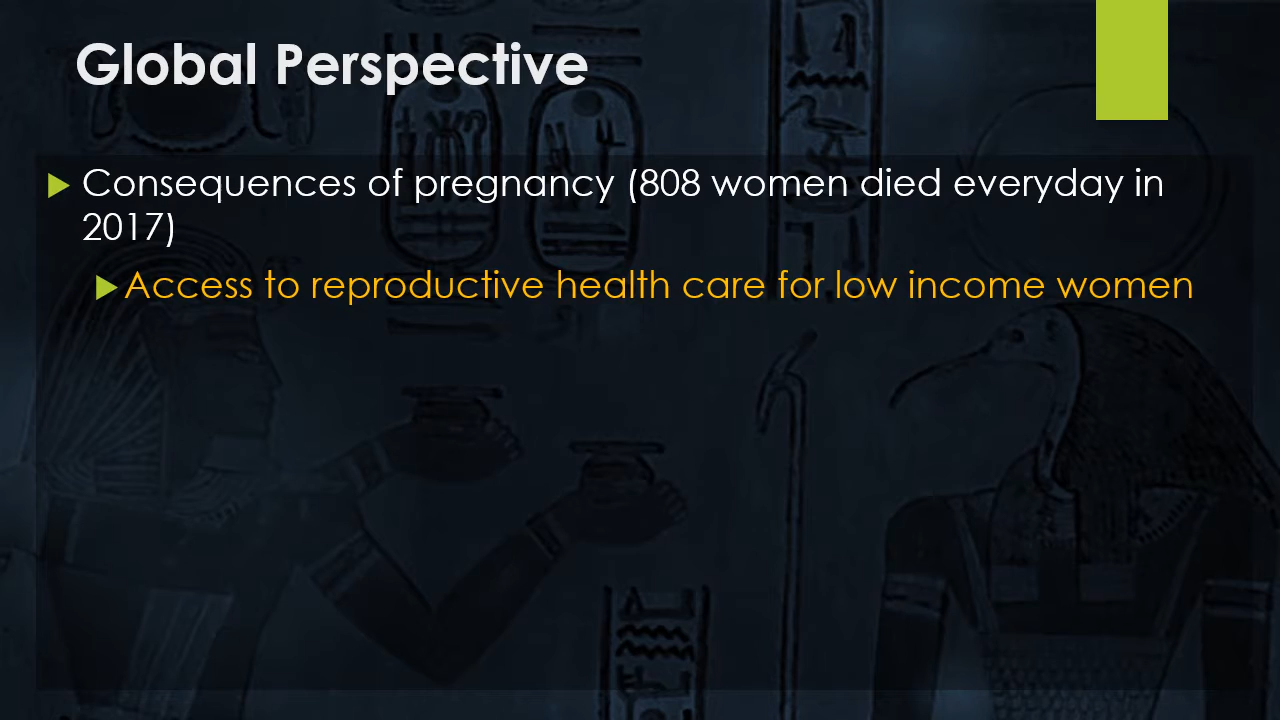 Global Perspective
Consequences of pregnancy (808 women died everyday in
2017)
Access to reproductive health care for low income women